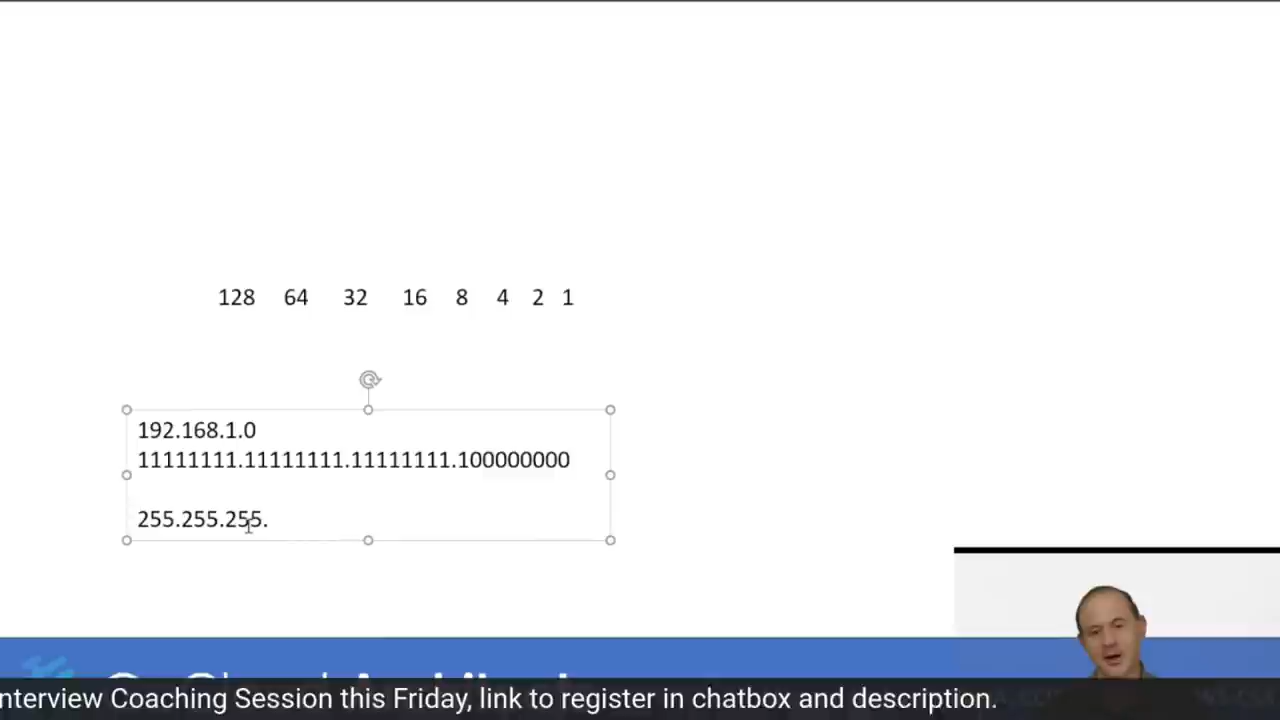 128 64 32 16 8 4 2 1
192.168.1.0
11111111.11111111.11111111.100000000
255.255.255.
nterview Coaching Session this Friday, link to register in chatbox and description.